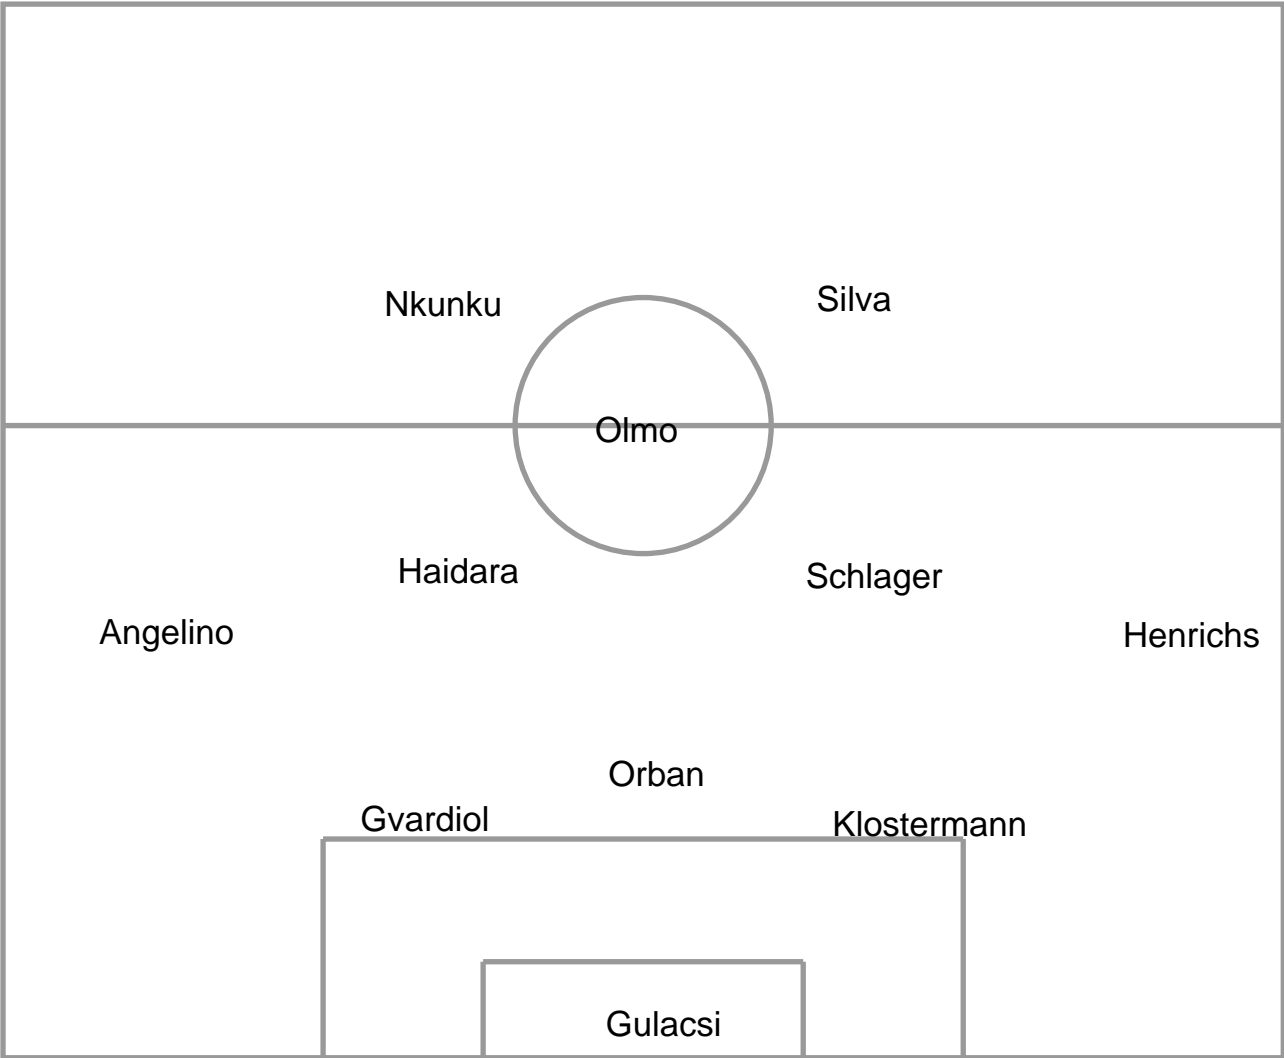 Nkunku
Silva
Olmo
Haidara
Schlager
Angelino
Henrichs
Orban
Gvardiol
Klostermann
Gulacsi